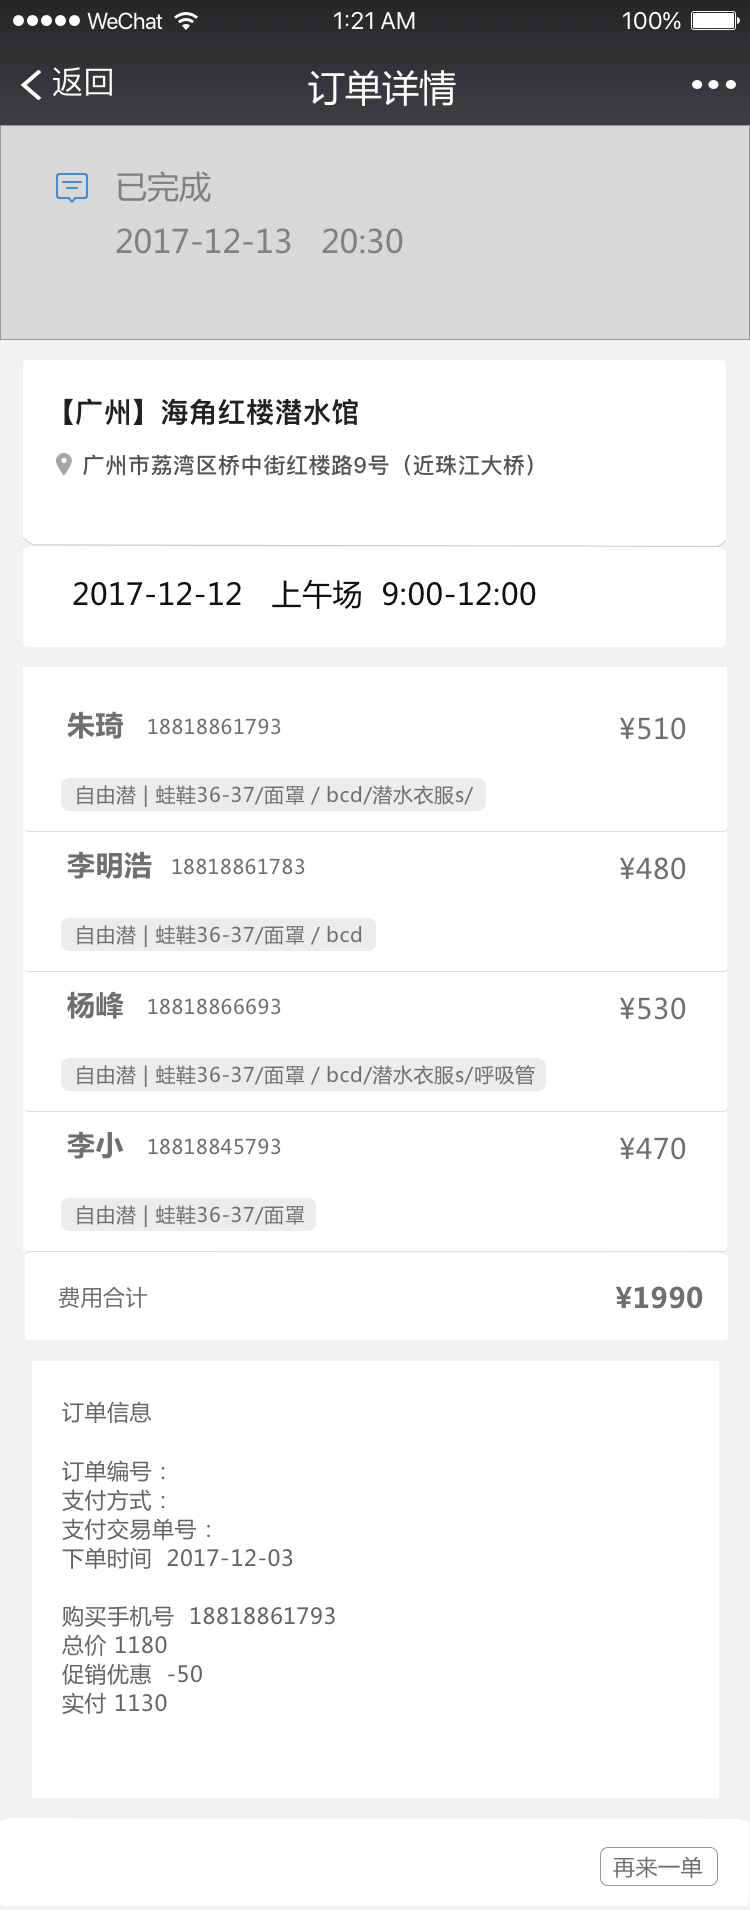 WeChat 1:21 AM 100%
返回 订单详情
已完成
2017-12-13 20:30
【广州】海角红楼潜水馆
广州市荔湾区桥中街红楼路9号（近珠江大桥）
2017-12-12 上午场 9:00-12:00
朱琦 18818861793 ¥510
自由潜 | 蛙鞋36-37/面罩 / bcd/潜水衣服s/
李明浩 18818861783 ¥480
自由潜 | 蛙鞋36-37/面罩 / bcd
杨峰 18818866693 ¥530
自由潜 | 蛙鞋36-37/面罩 / bcd/潜水衣服s/呼吸管
李小 18818845793 ¥470
自由潜 | 蛙鞋36-37/面罩
费用合计 ¥1990
订单信息
订单编号：
支付方式：
支付交易单号：
下单时间 2017-12-03
购买手机号 18818861793
总价 1180
促销优惠 -50
实付 1130
再来一单